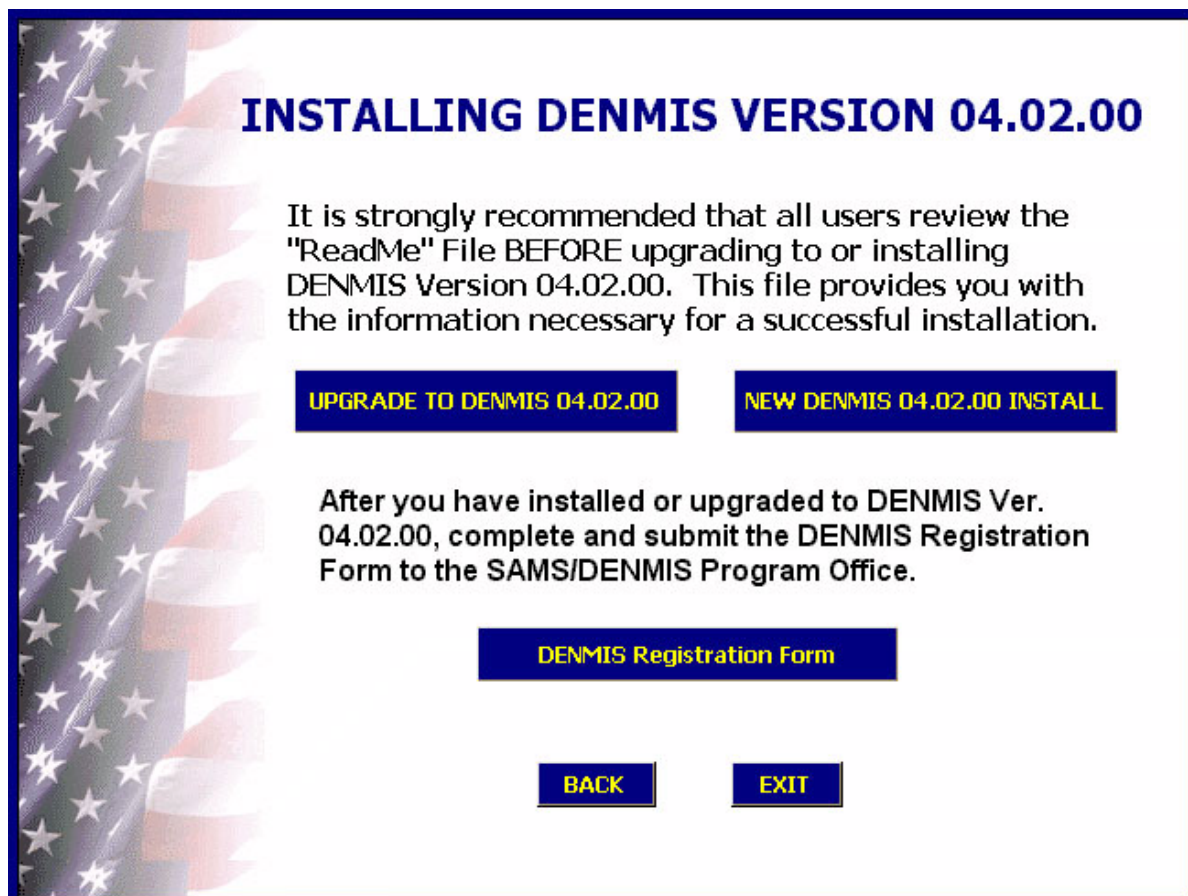 INSTALLING DENMIS VERSION 04.02.00
It is strongly recommended that all users review the
"ReadMe" File BEFORE upgrading to or installing
DENMIS Version 04.02.00.  This file provides you with
the information necessary for a successful installation.
UPGRADE TO DENMIS 04.02.00
NEW DENMIS 04.02.00 INSTALL
After you have installed or upgraded to DENMIS Ver.
04.02.00, complete and submit the DENMIS Registration
Form to the SAMS/DENMIS Program Office.
DENMIS Registration Form
BACK
EXIT